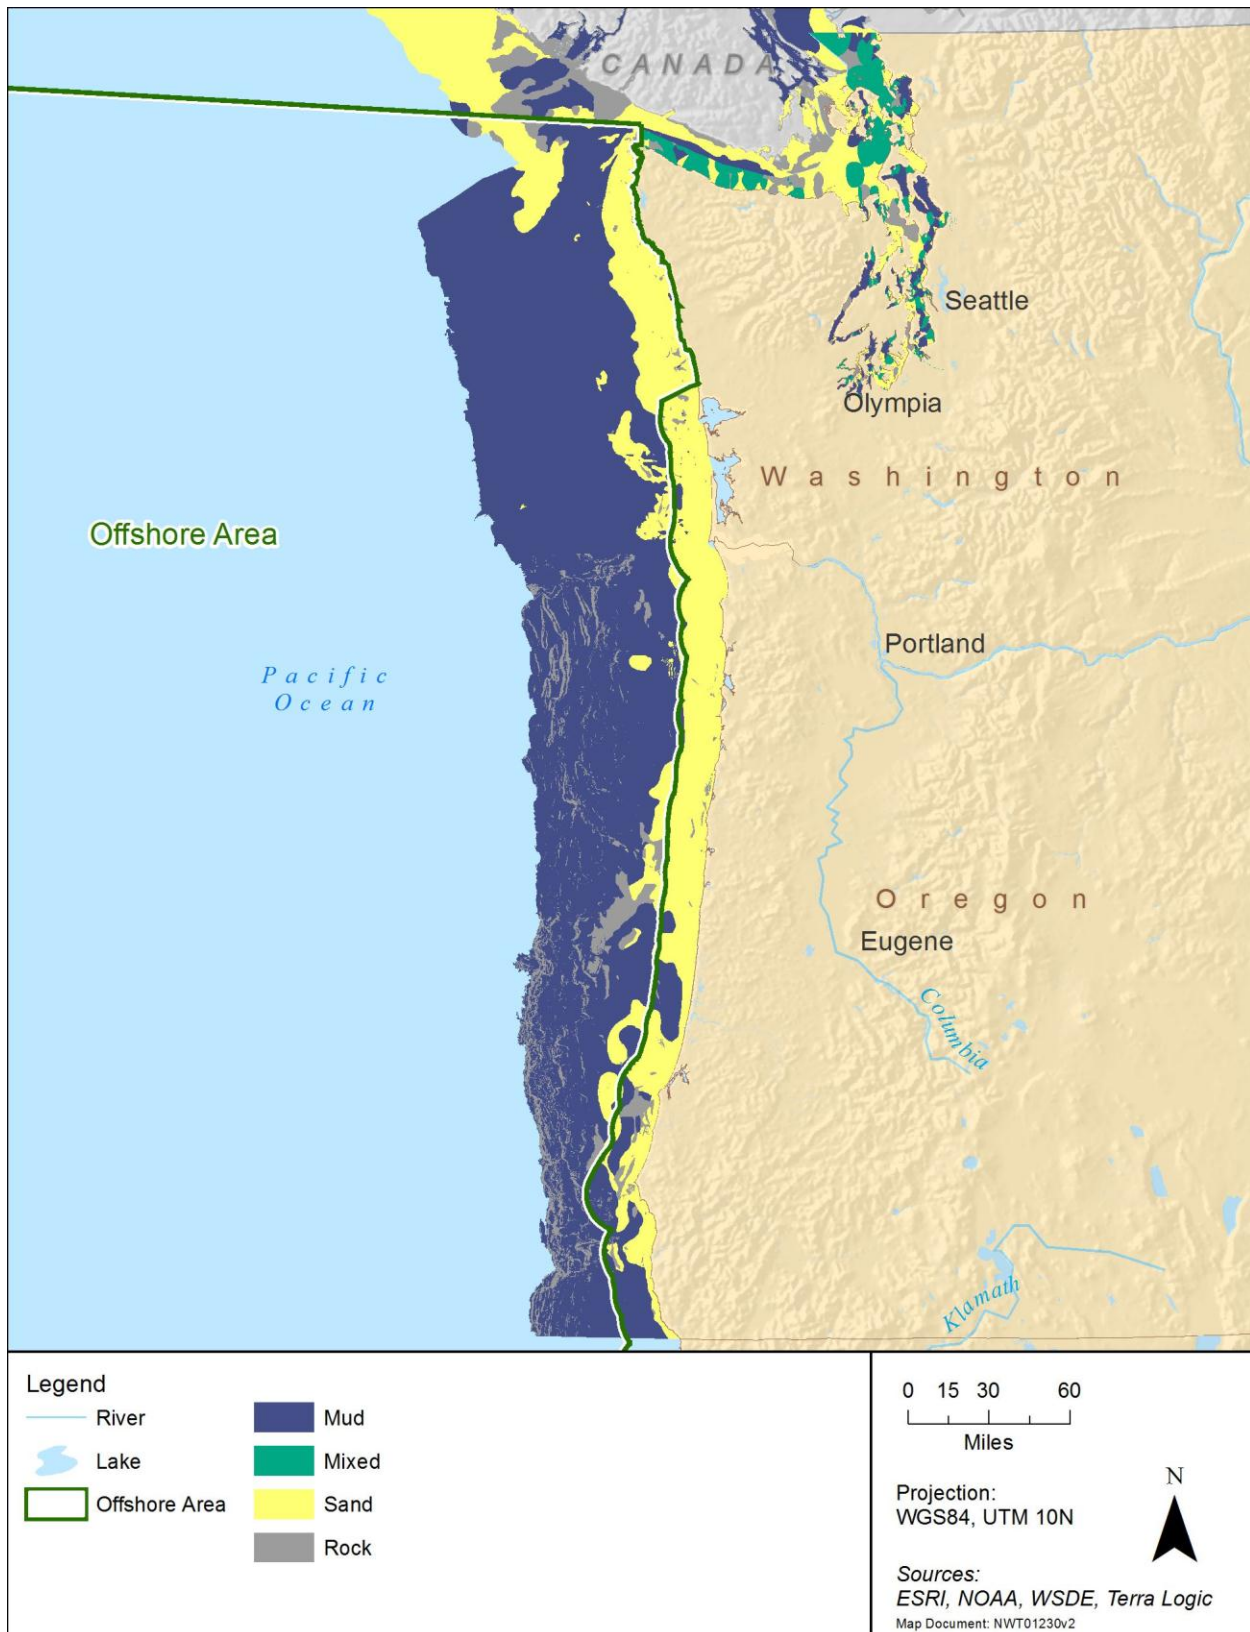 CANADA
Seattle
Olympia
Washington
Offshore Area
Portland
Pacific
Ocean
Oregon
Eugene
Columbia
Klamath
Legend
River
Lake
Offshore Area
Mud
Mixed
Sand
Rock
0 15 30 60
Miles
N
Projection:
WGS84, UTM 10N
Sources:
ESRI, NOAA, WSDE, Terra Logic
Map Document: NWT01230v2